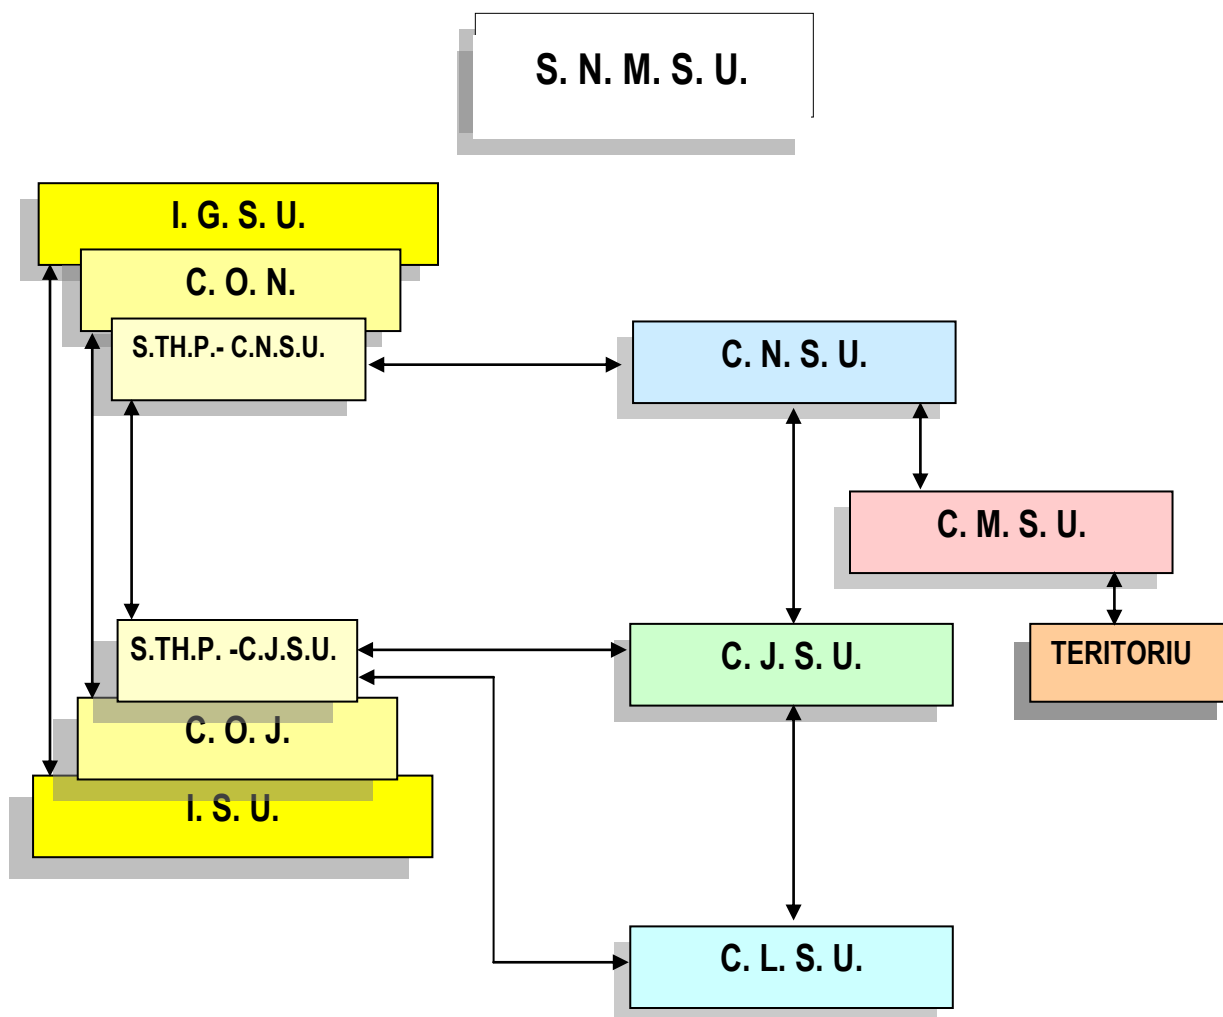 S. N. M. S. U.
I. G. S. U.
C. O. N.
S.TH.P.- C.N.S.U.
C. N. S. U.
C. M. S. U.
S.TH.P. -C.J.S.U.
C. J. S. U.
TERITORIU
C. O. J.
I. S. U.
C. L. S. U.